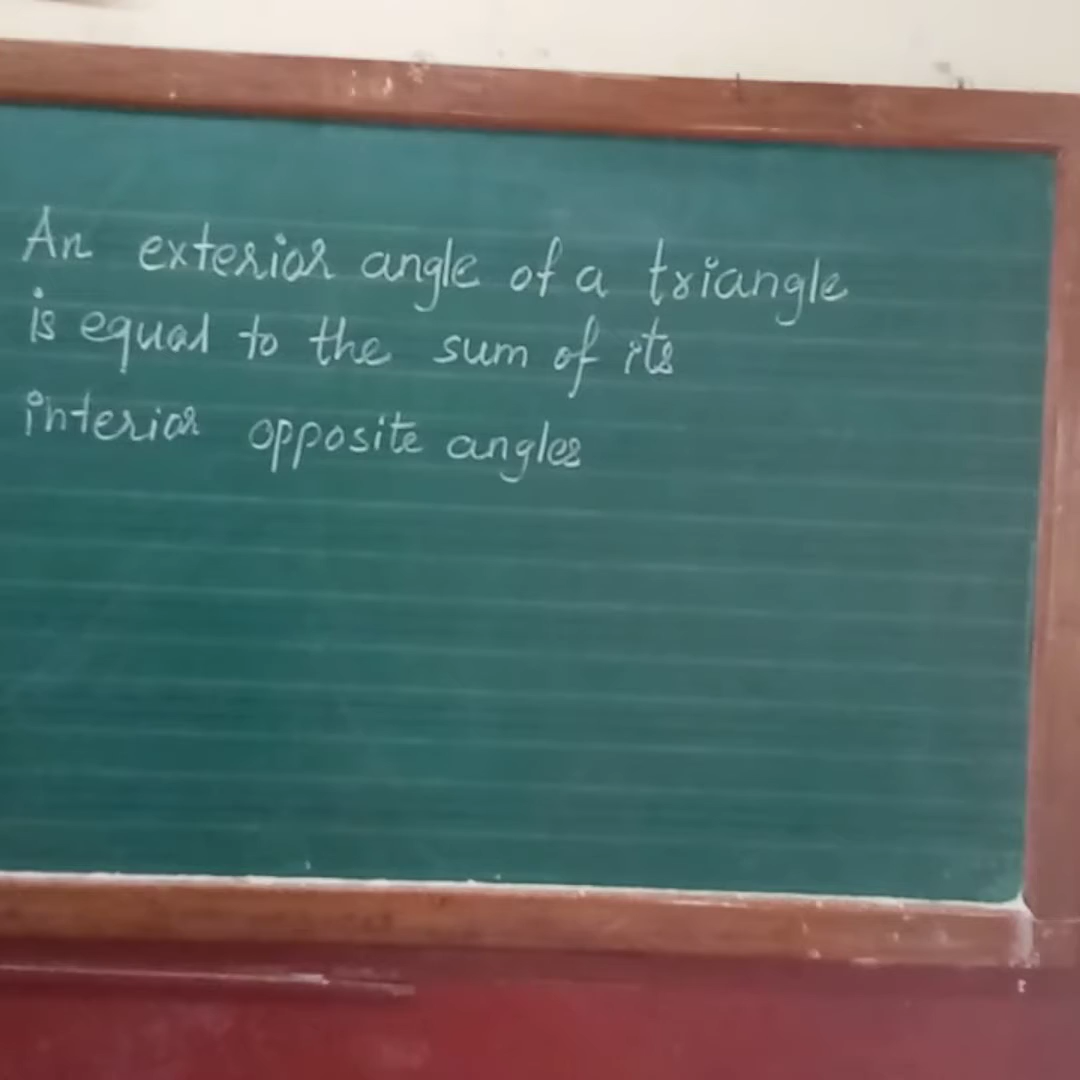 An exterior angle of a triangle
is equal to the sum of its
interior opposite angles